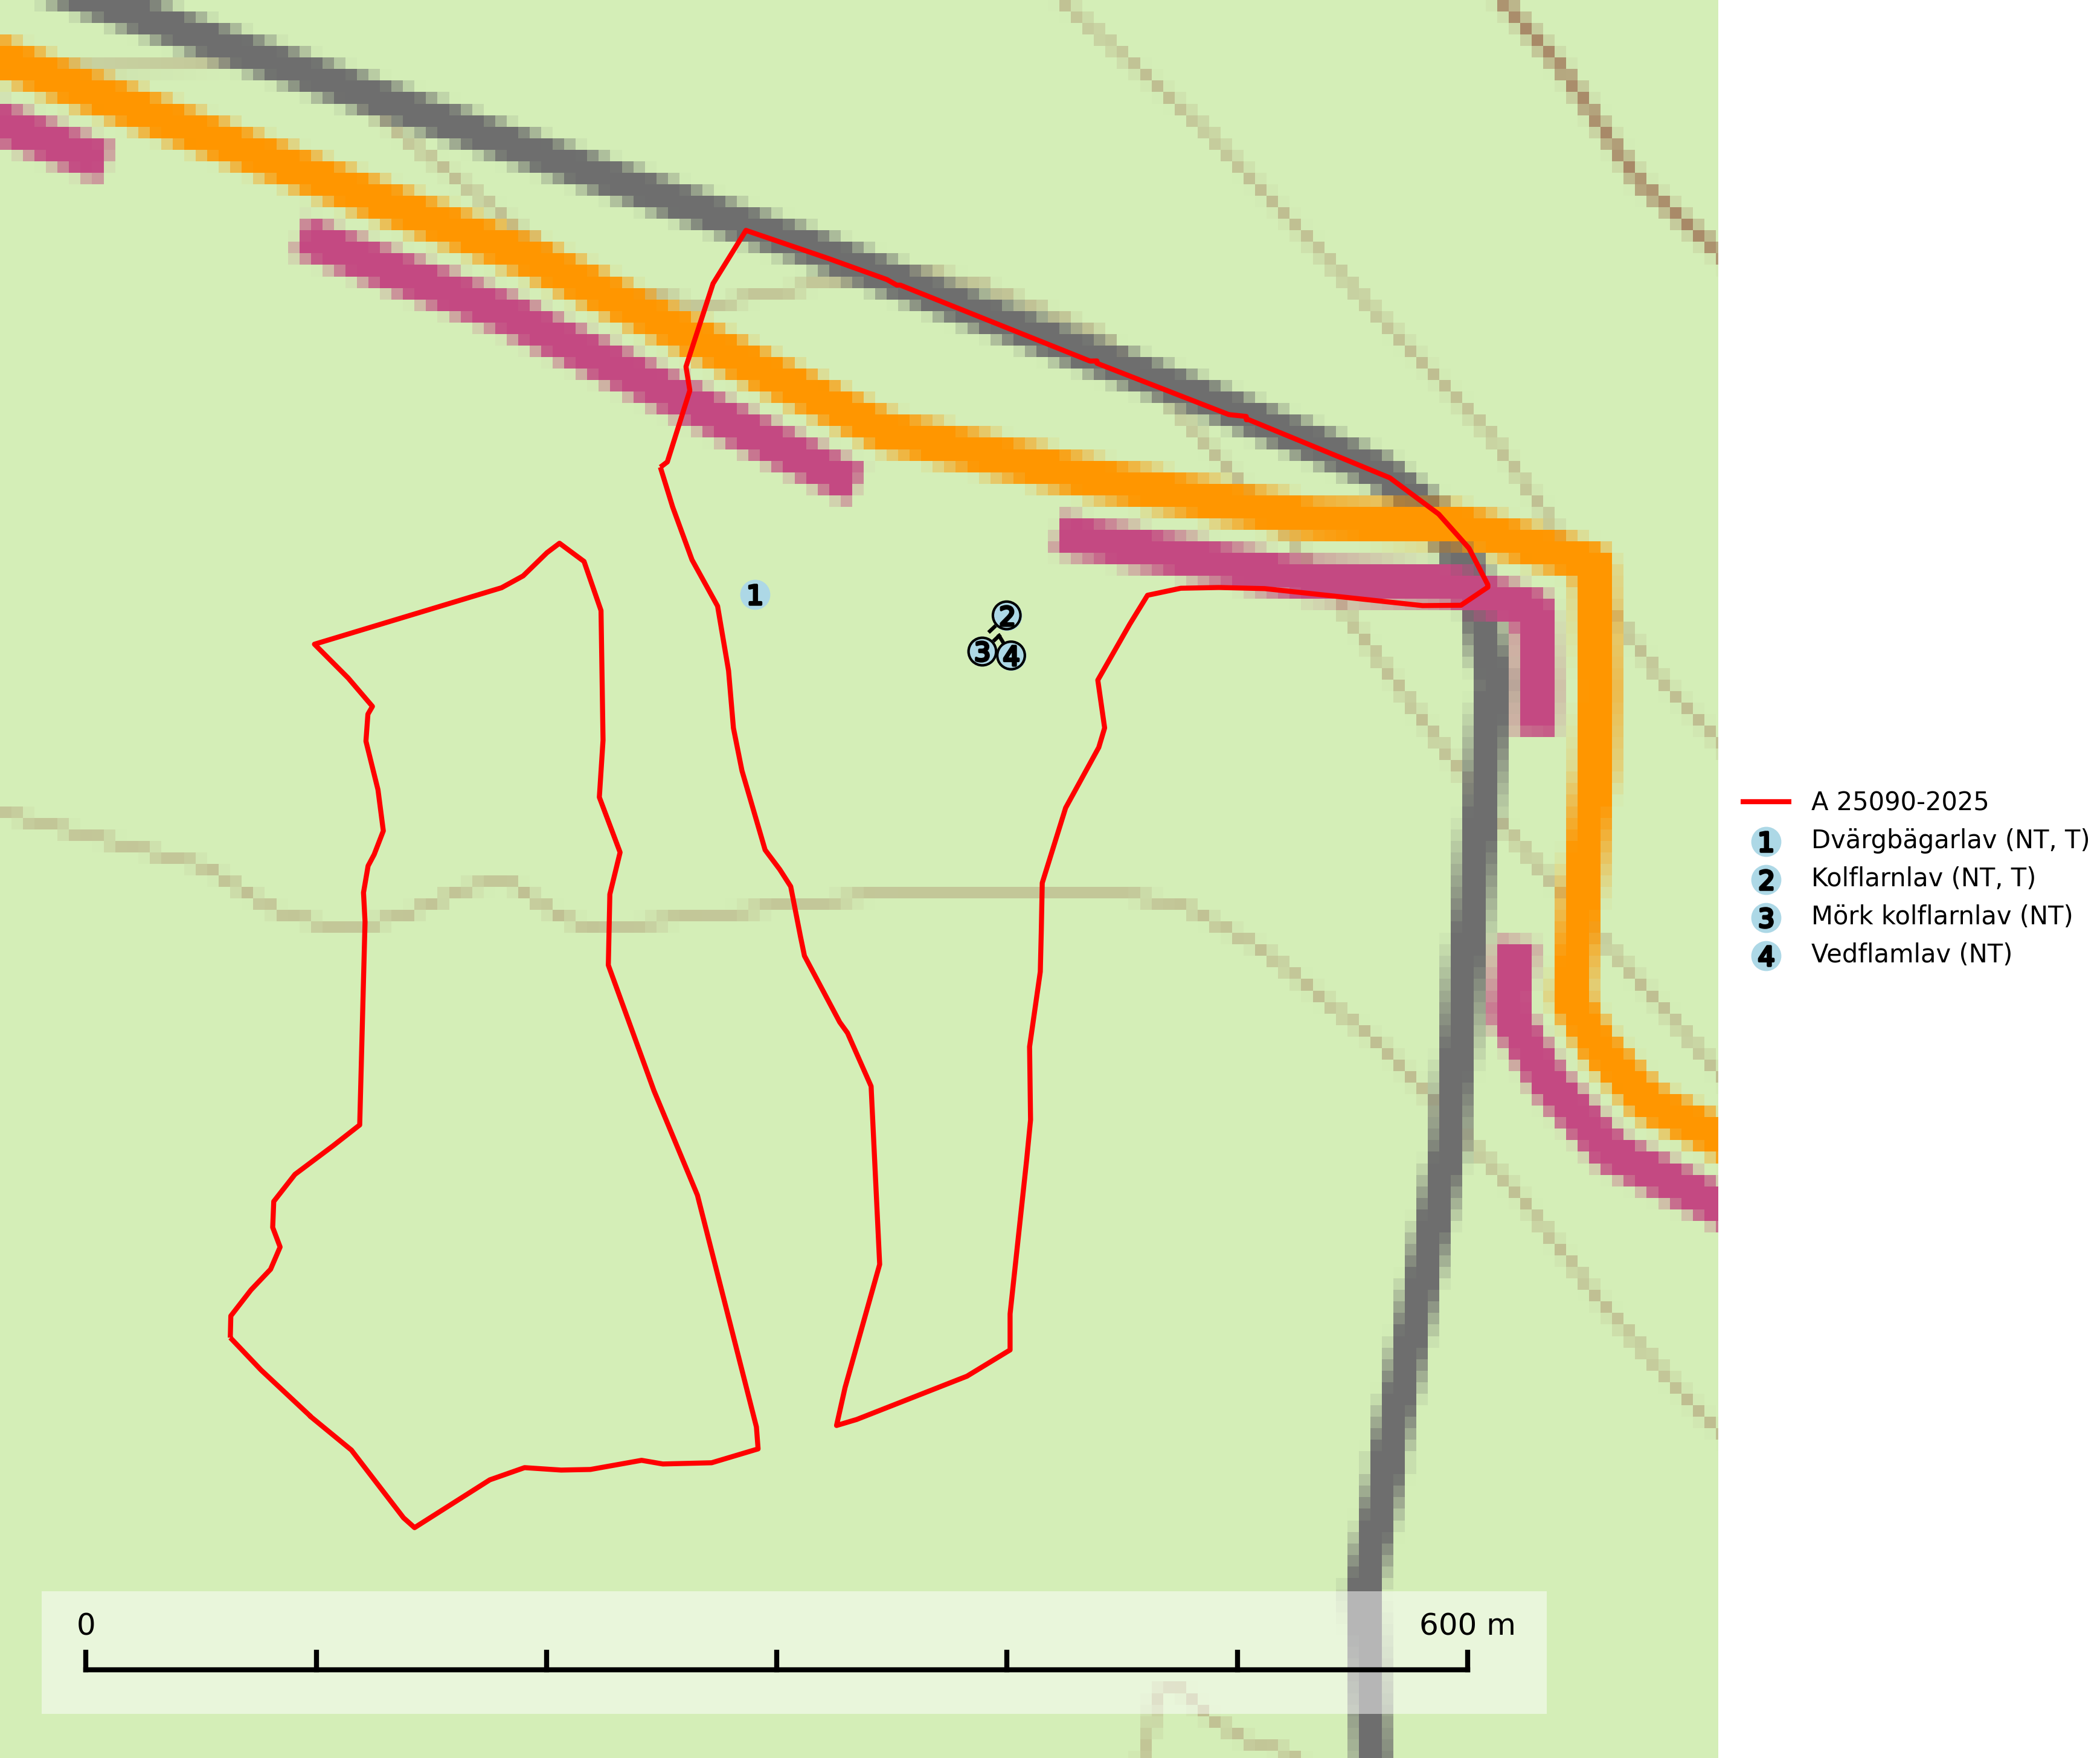 1
2
3 4
A 25090-2025
1 Dvärgbägarlav (NT, T)
2 Kolflarnlav (NT, T)
3 Mörk kolflarnlav (NT)
4 Vedflamlav (NT)
0 600 m